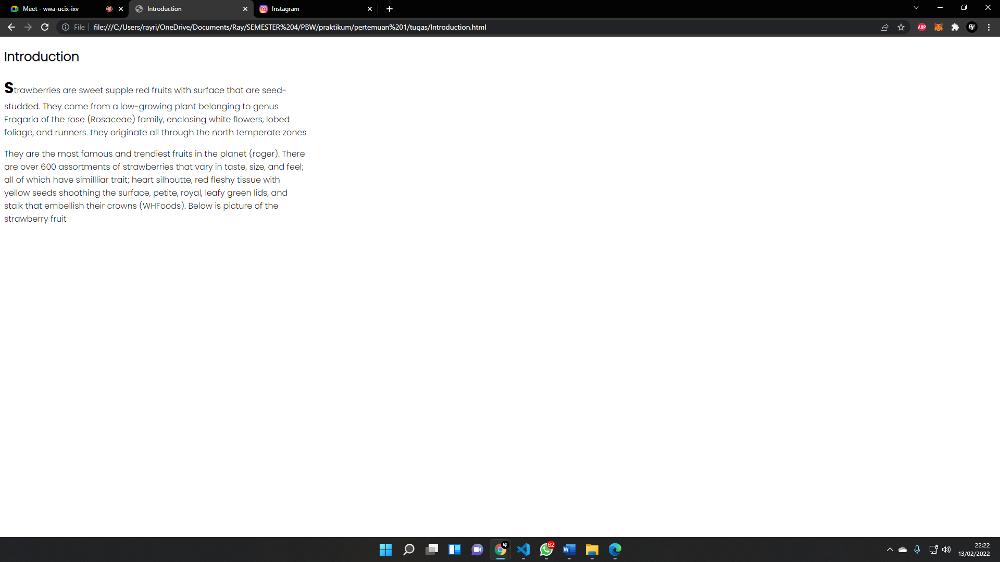 Meet - wwa-ucix-ixv
Introduction
Instagram
File
file:///C:/Users/rayri/OneDrive/Documents/Ray/SEMESTER%204/PBW/praktikum/pertemuan%201/tugas/Introduction.html
ABP
Introduction
Strawberries are sweet supple red fruits with surface that are seed-
studded. They come from a low-growing plant belonging to genus
Fragaria of the rose (Rosaceae) family, enclosing white flowers, lobed
foliage, and runners. they originate all through the north temperate zones
They are the most famous and trendiest fruits in the planet (roger). There
are over 600 assortments of strawberries that vary in taste, size, and feel;
all of which have simillliar trait; heart silhoutte, red fleshy tissue with
yellow seeds shoothing the surface, petite, royal, leafy green lids, and
stalk that embellish their crowns (WHFoods). Below is picture of the
strawberry fruit
62
W
22:22
13/02/2022